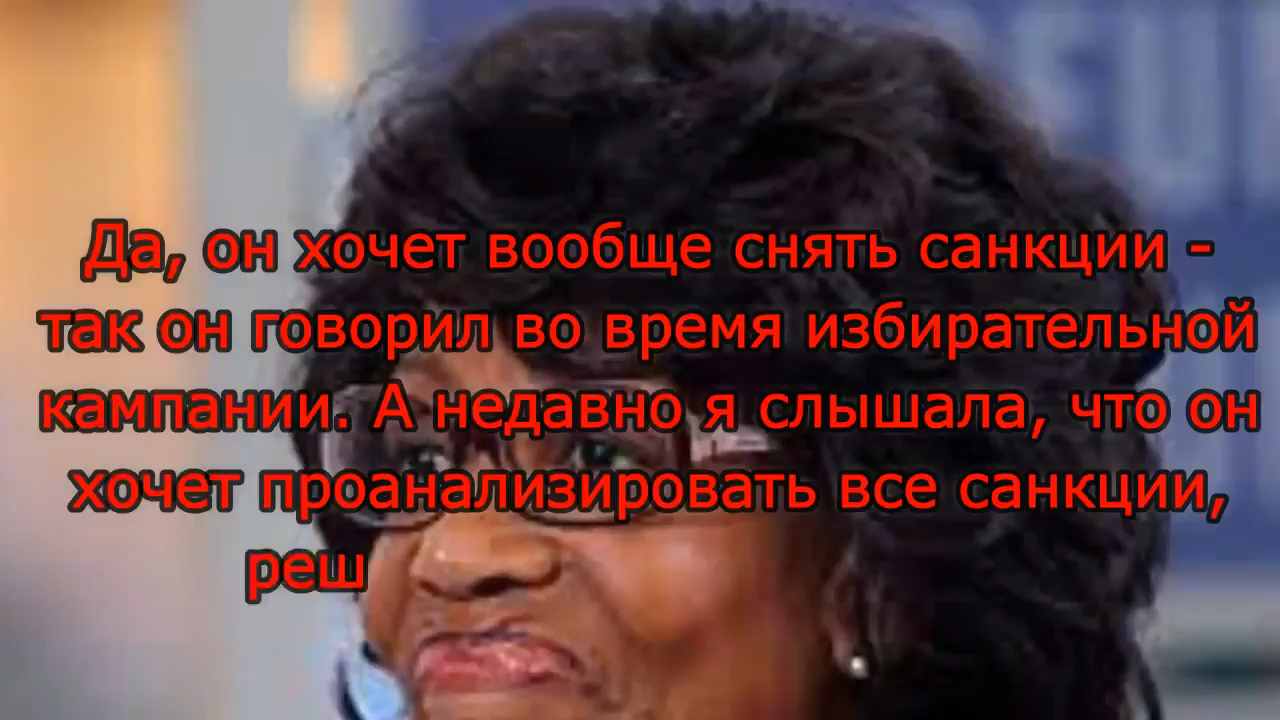 Да, он хочет вообще снять санкции -
так он говорил во время избирательной
кампании. А недавно я слышала, что он
хочет проанализировать все санкции,
реш